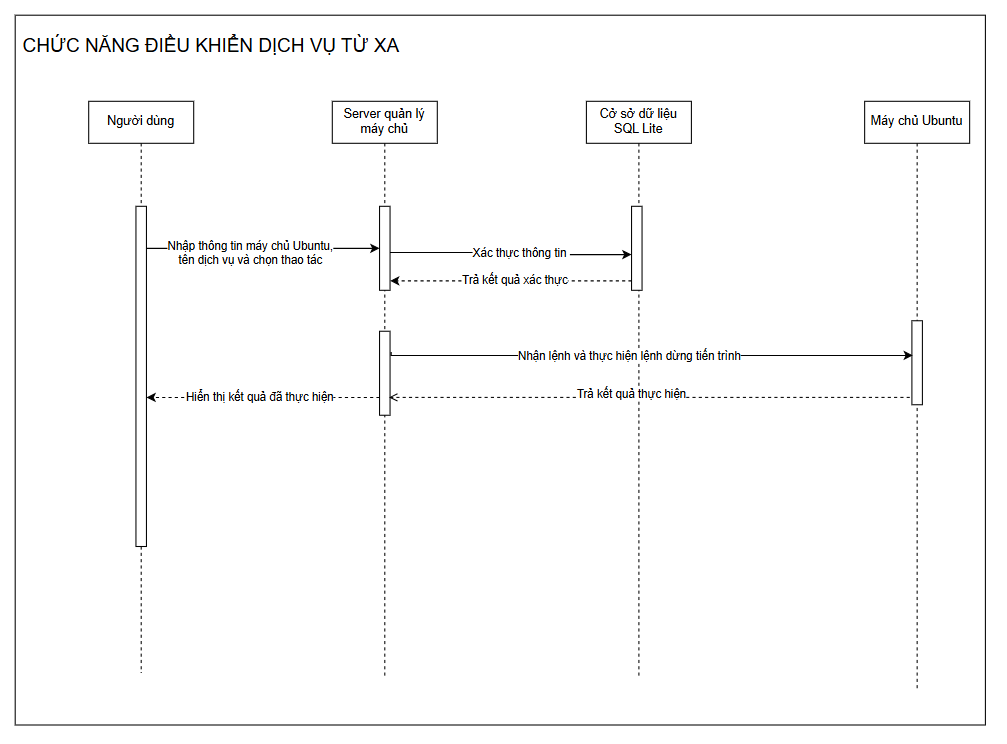 CHỨC NĂNG ĐIỀU KHIỂN DỊCH VỤ TỪ XA
Người dùng
Server quản lý
máy chủ
Cở sở dữ liệu
SQL Lite
Máy chủ Ubuntu
Nhập thông tin máy chủ Ubuntu,
tên dịch vụ và chọn thao tác
Xác thực thông tin
Trả kết quả xác thực
Nhận lệnh và thực hiện lệnh dừng tiến trình
Hiển thị kết quả đã thực hiện
Trả kết quả thực hiện